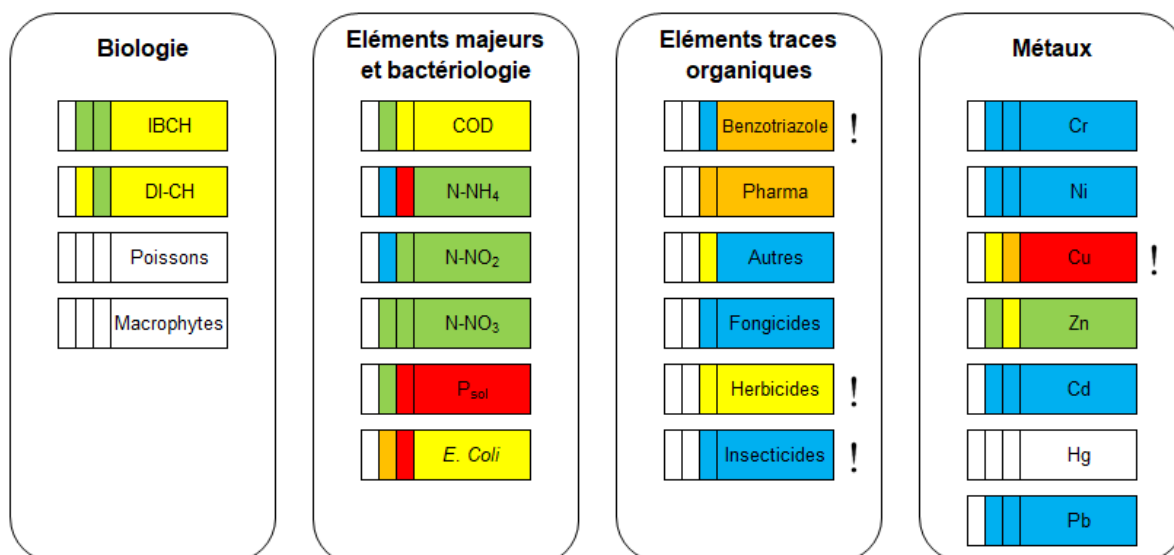 Biologie
IBCH
DI-CH
Poissons
Macrophytes
Eléments majeurs
et bactériologie
COD
N-NH₄
N-NO₂
N-NO₃
Psol
E. Coli
Eléments traces
organiques
Benzotriazole !
Pharma
Autres
Fongicides
Herbicides !
Insecticides !
Métaux
Cr
Ni
Cu !
Zn
Cd
Hg
Pb